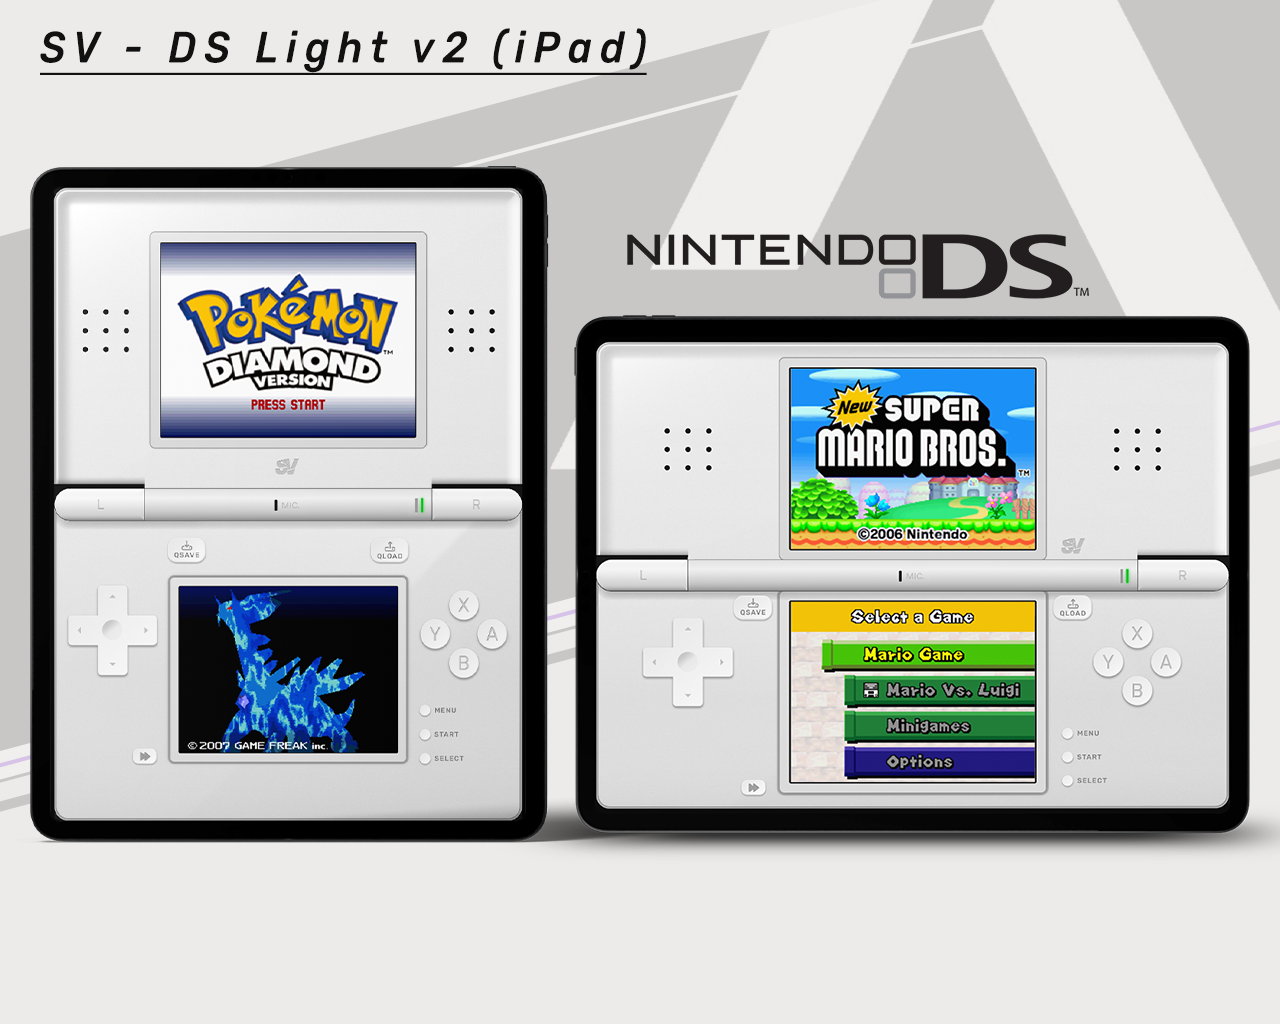 SV - DS Light v2 (iPad)
POKéMON
DIAMOND
VERSION
TM
PRESS START
SV
L
MIC.
R
QSAVE
QLOAD
X
Y
A
B
MENU
START
SELECT
© 2007 GAME FREAK inc.
NINTENDO DS TM
New SUPER
MARIO BROS. TM
©2006 Nintendo
SV
L
MIC.
R
QSAVE
QLOAD
Select a Game
Mario Game
Mario Vs. Luigi
Minigames
Options
X
Y
A
B
MENU
START
SELECT